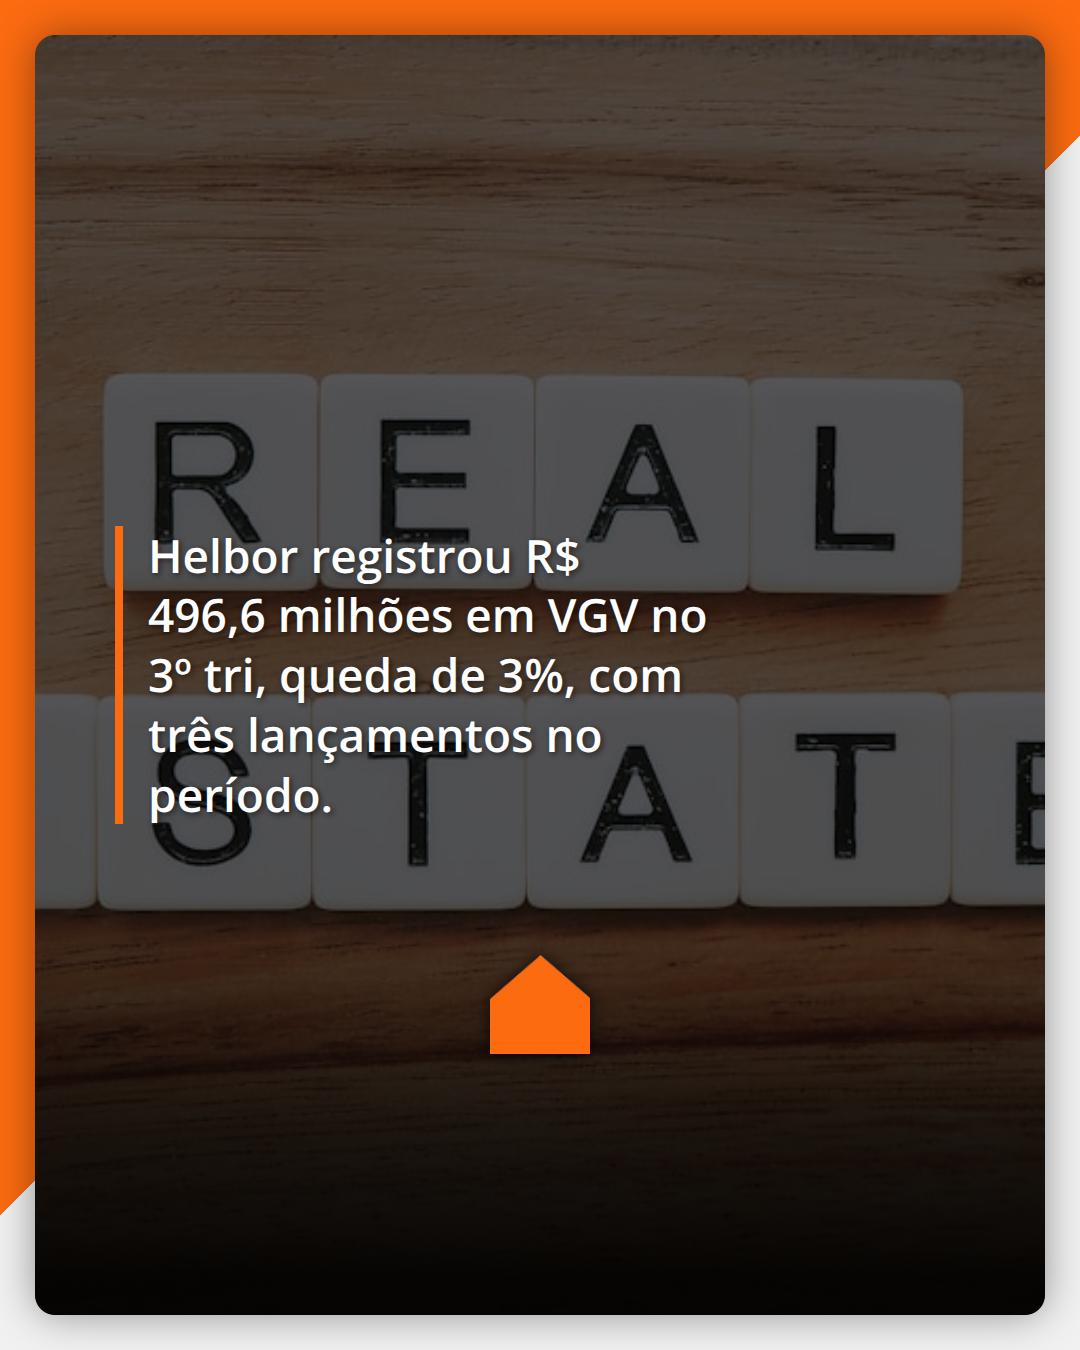 REAL
Helbor registrou R$
496,6 milhões em VGV no
3º tri, queda de 3%, com
três lançamentos no
período.
STATE